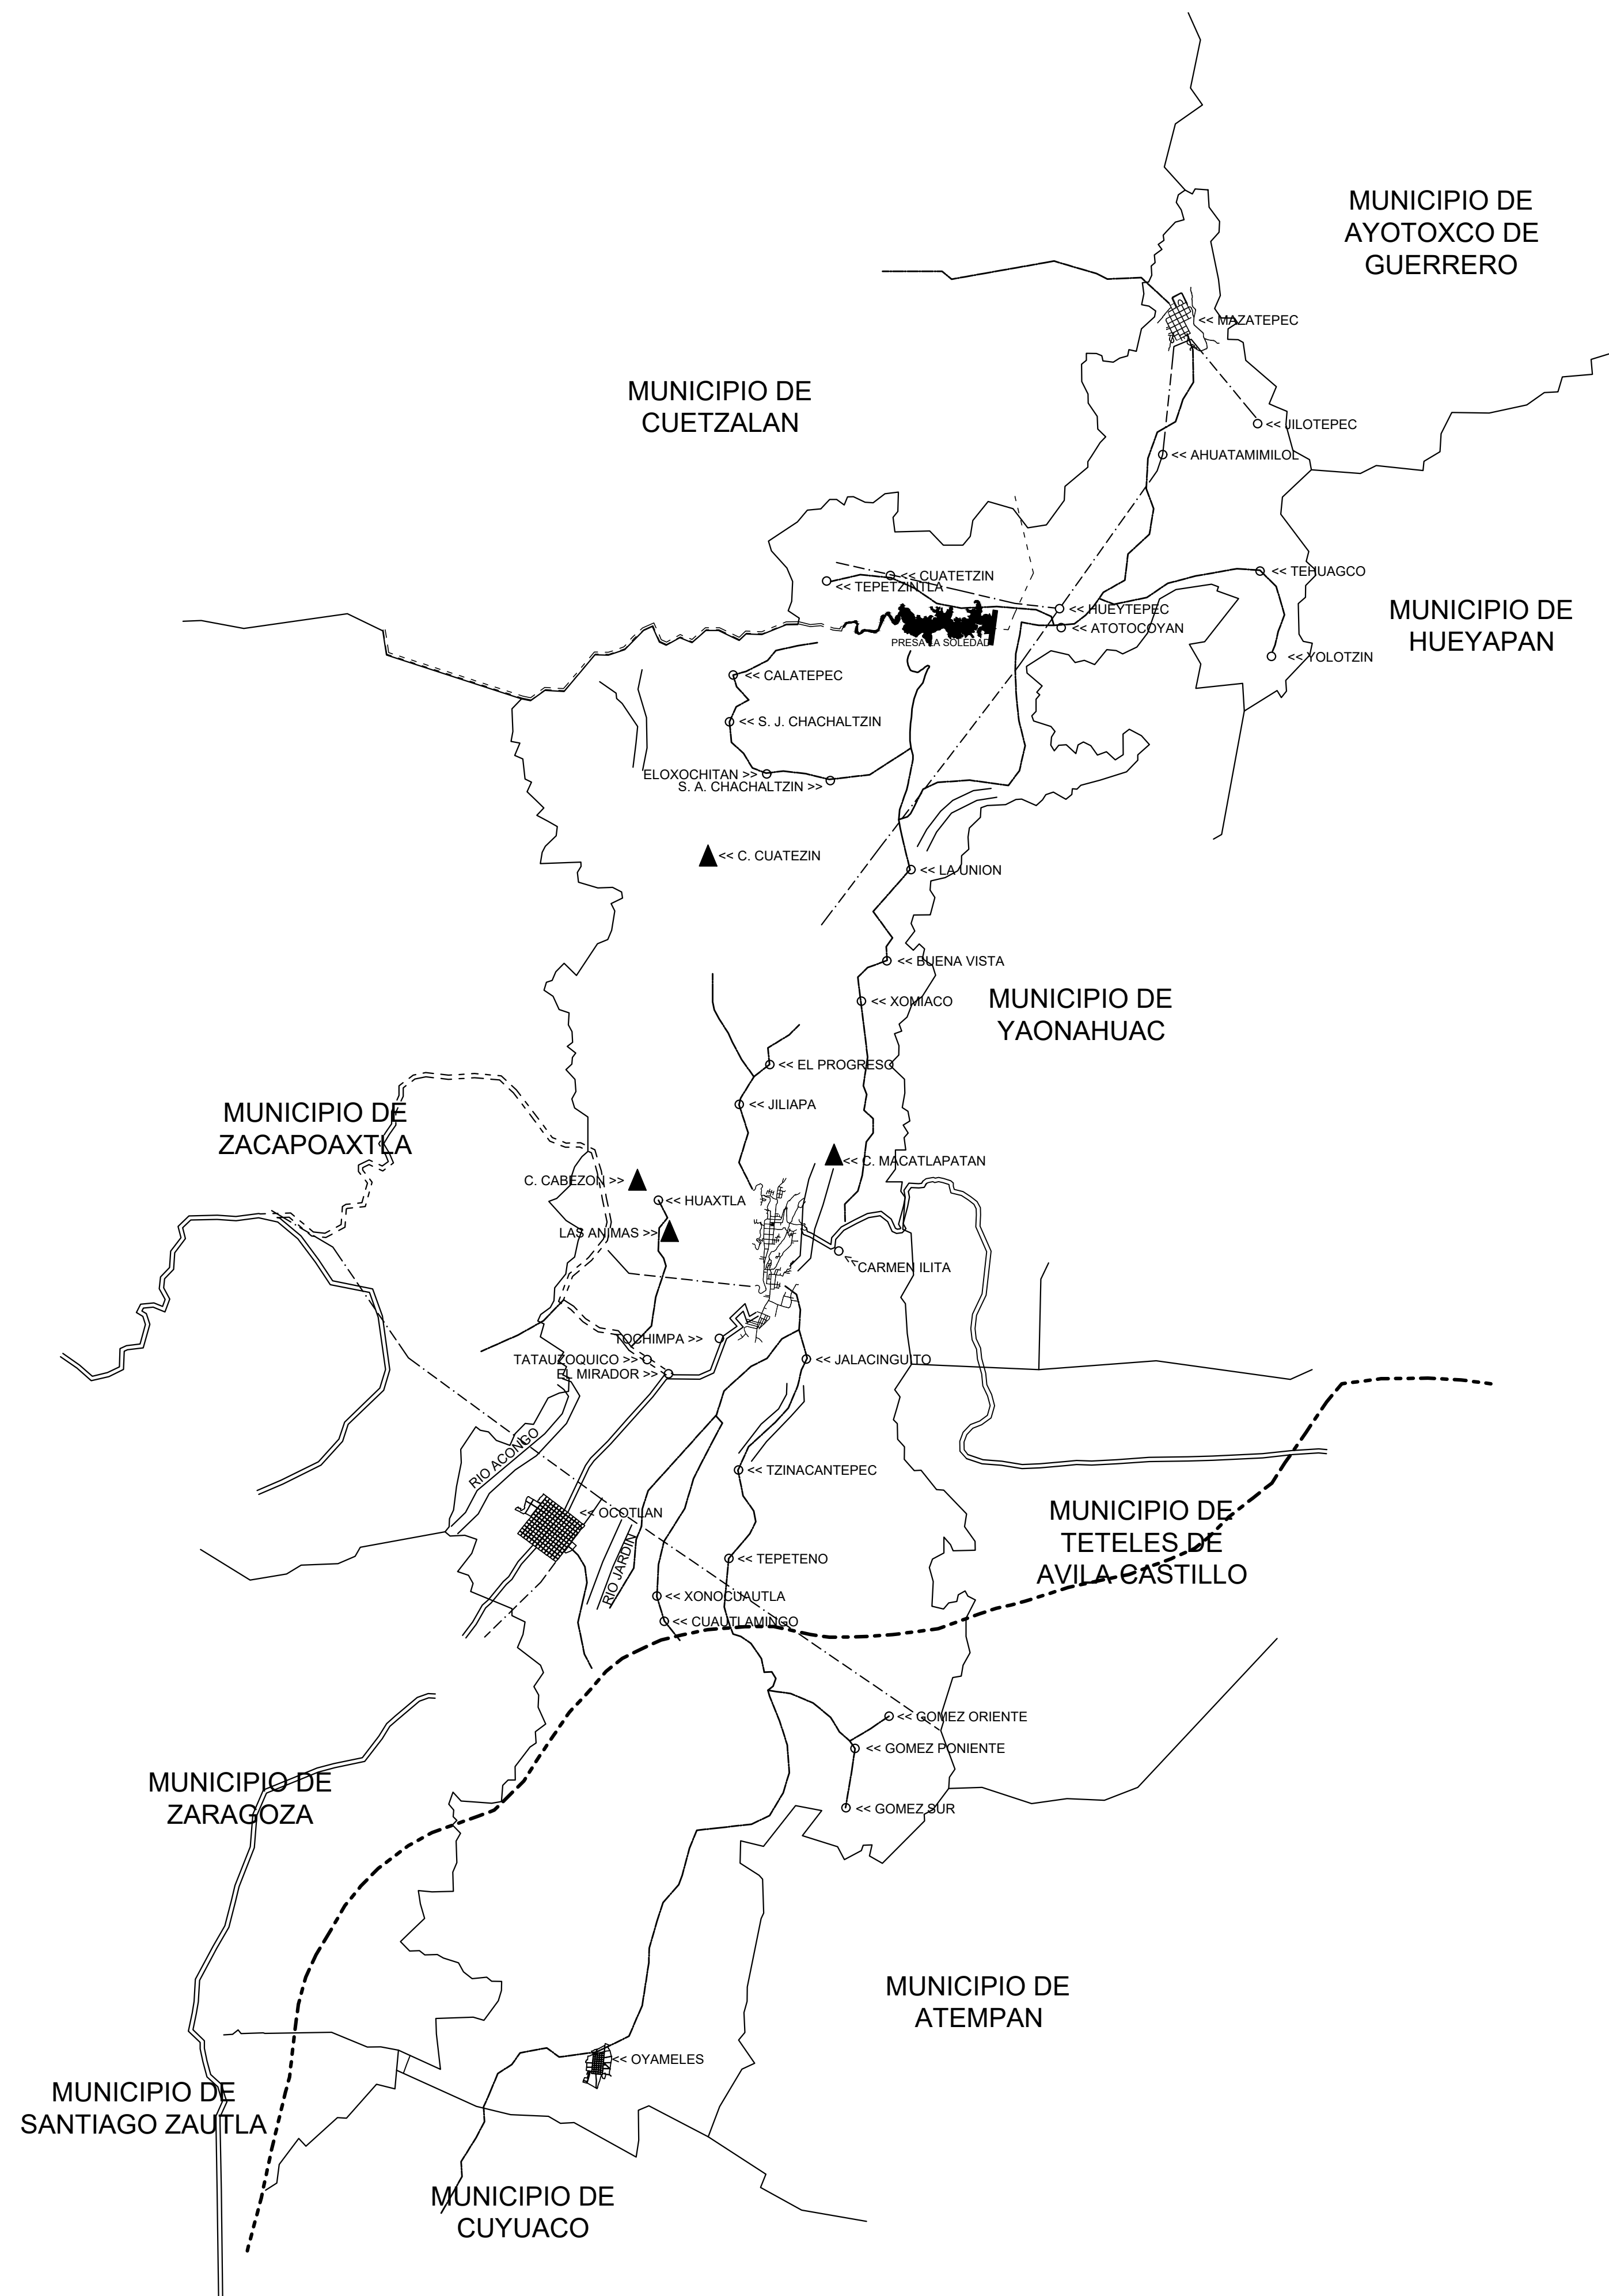 MUNICIPIO DE
AYOTOXCO DE
GUERRERO
<< MAZATEPEC
MUNICIPIO DE
CUETZALAN
<< JILOTEPEC
<< AHUATAMIMILOL
<< CUATETZIN
<< TEPETZINTLA
<< TEHUAGCO
<< HUEYTEPEC
<< ATOTOCOYAN
MUNICIPIO DE
HUEYAPAN
PRESA LA SOLEDAD
<< YOLOTZIN
<< CALATEPEC
<< S. J. CHACHALTZIN
ELOXOCHITAN >>
S. A. CHACHALTZIN >>
<< C. CUATEZIN
<< LA UNION
<< BUENA VISTA
<< XOMIACO
MUNICIPIO DE
YAONAHUAC
<< EL PROGRESO
<< JILIAPA
MUNICIPIO DE
ZACAPOAXTLA
<< C. MACATLAPATAN
C. CABEZON >>
<< HUAXTLA
LAS ANIMAS >>
<< CARMEN ILITA
TOCHIMPA >>
TATAUZOQUICO >>
<< JALACINGUITO
EL MIRADOR >>
RIO ACONGO
<< TZINACANTEPEC
<< OCOTLAN
MUNICIPIO DE
TETELES DE
AVILA CASTILLO
RIO JARDIN
<< TEPETENO
<< XONOCUAUTLA
<< CUAUTLAMINGO
<< GOMEZ ORIENTE
<< GOMEZ PONIENTE
MUNICIPIO DE
ZARAGOZA
<< GOMEZ SUR
MUNICIPIO DE
ATEMPAN
<< OYAMELES
MUNICIPIO DE
SANTIAGO ZAUTLA
MUNICIPIO DE
CUYUACO